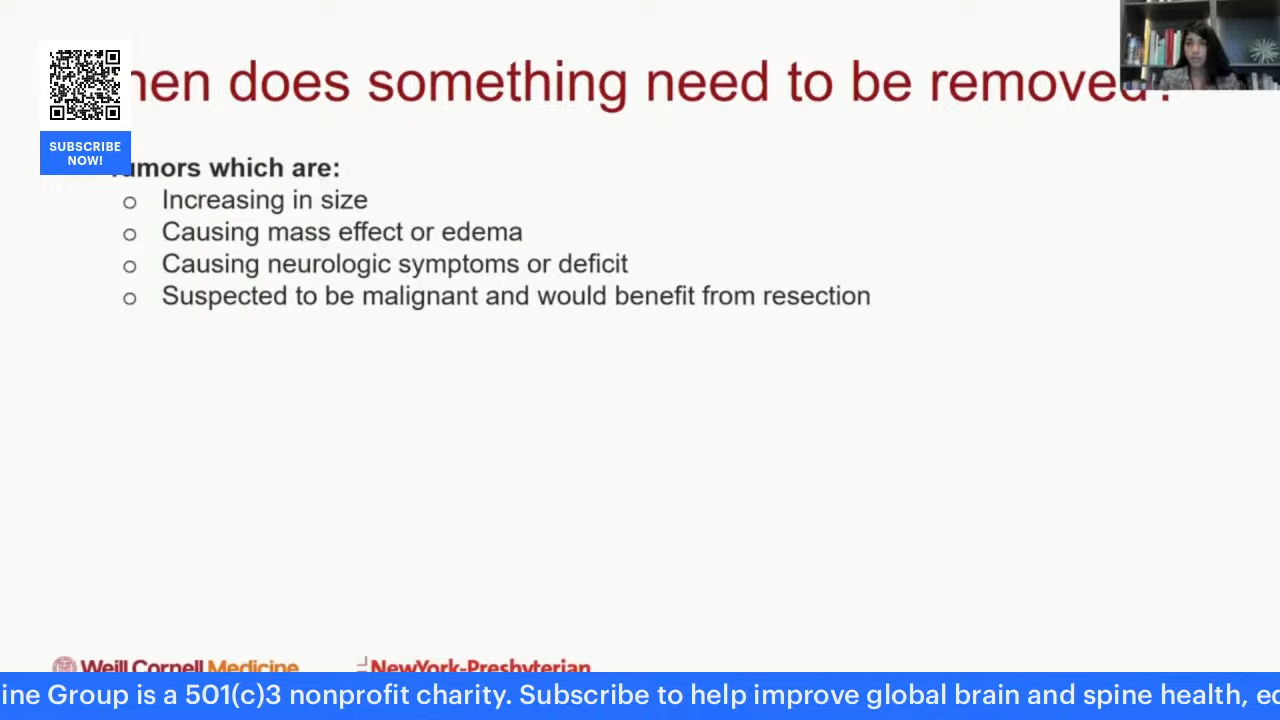 hen does something need to be removed?
SUBSCRIBE
NOW!
umors which are:
o Increasing in size
o Causing mass effect or edema
o Causing neurologic symptoms or deficit
o Suspected to be malignant and would benefit from resection
Weill Cornell Medicine
NewYork-Presbyterian
ine Group is a 501(c)3 nonprofit charity. Subscribe to help improve global brain and spine health, ec